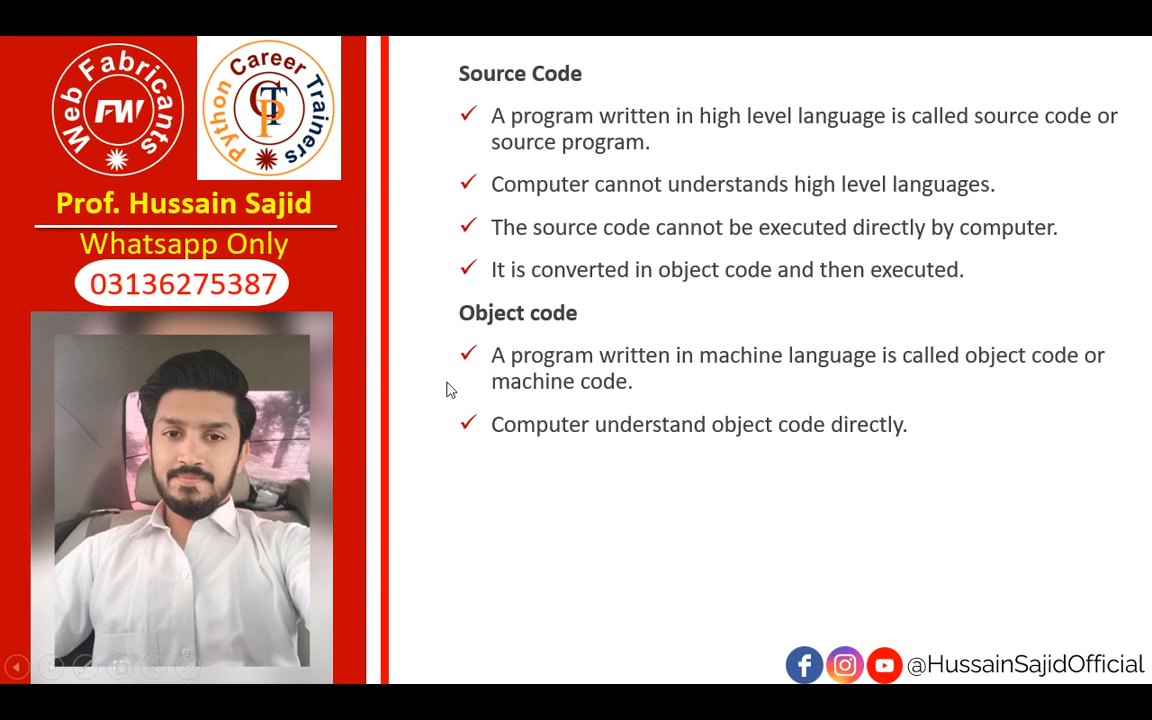 Web Fabricants
FW
Python Career Trainers
CTP
Prof. Hussain Sajid
Whatsapp Only
03136275387
Source Code
A program written in high level language is called source code or
source program.
Computer cannot understands high level languages.
The source code cannot be executed directly by computer.
It is converted in object code and then executed.
Object code
A program written in machine language is called object code or
machine code.
Computer understand object code directly.
@HussainSajidOfficial